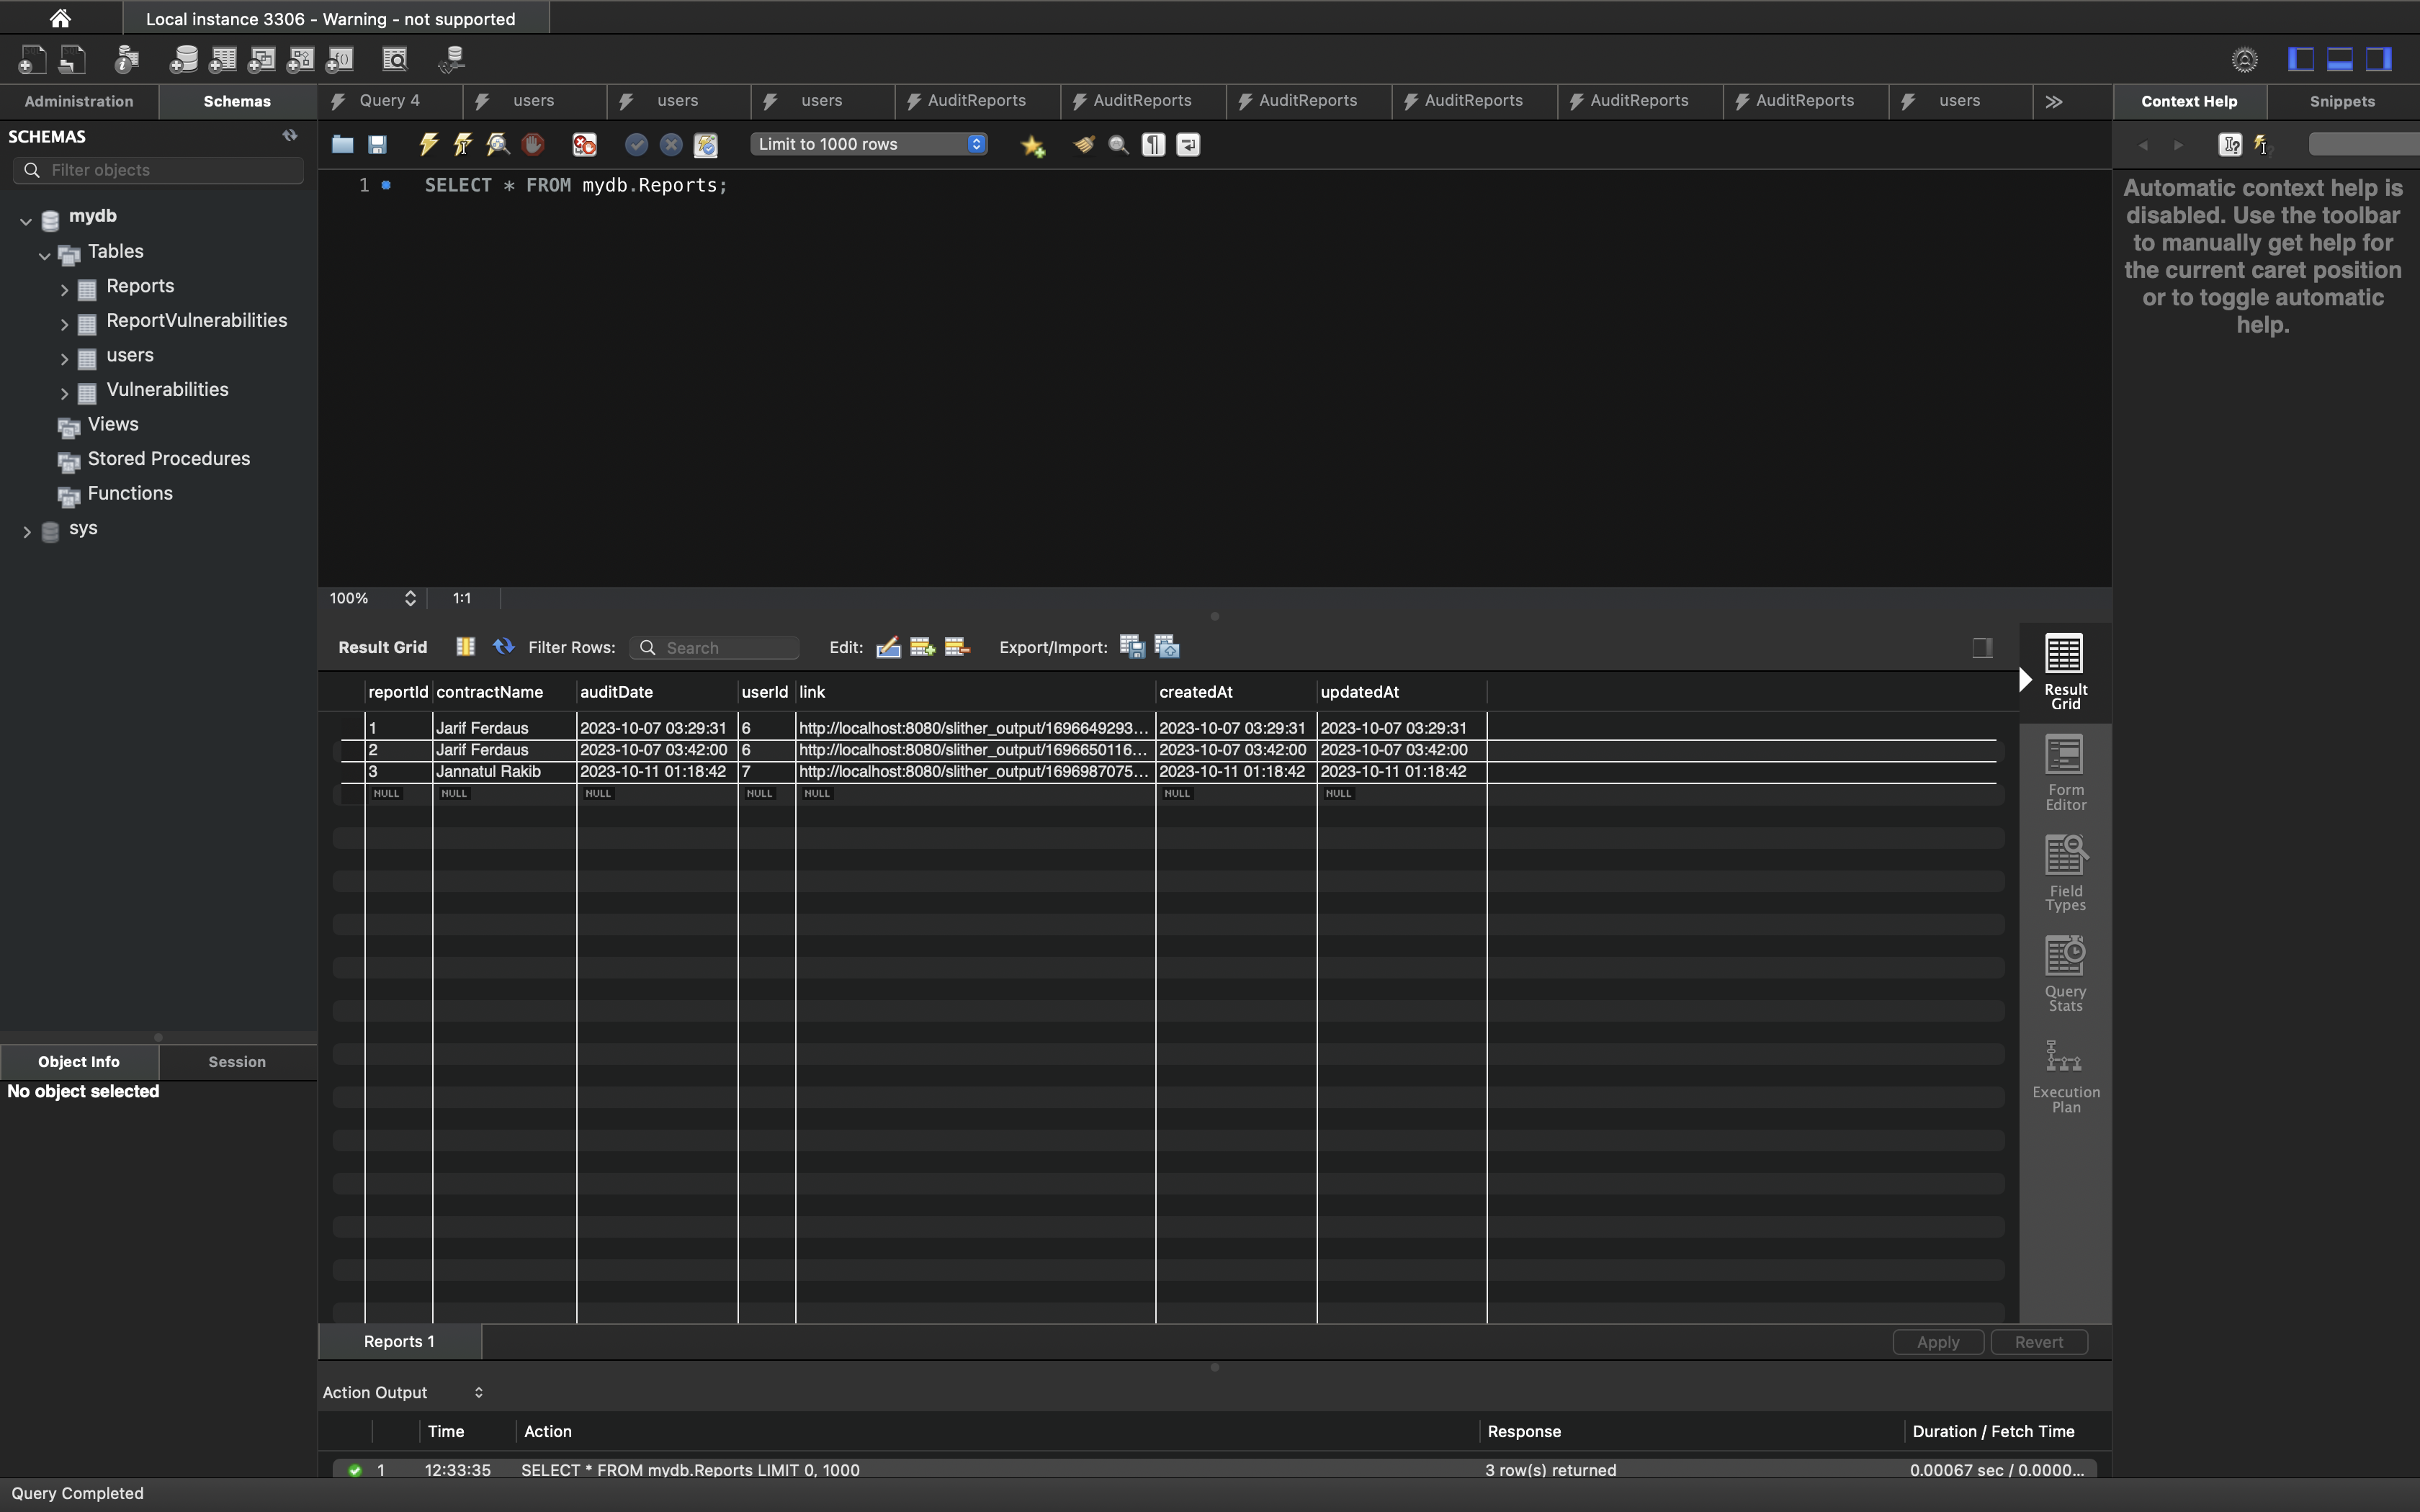 Local instance 3306 - Warning - not supported
Administration
Schemas
Query 4
users
users
users
AuditReports
AuditReports
AuditReports
AuditReports
AuditReports
AuditReports
users
Context Help
Snippets
SCHEMAS
Filter objects
Limit to 1000 rows
1 SELECT * FROM mydb.Reports;
Automatic context help is
disabled. Use the toolbar
to manually get help for
the current caret position
or to toggle automatic
help.
mydb
Tables
Reports
ReportVulnerabilities
users
Vulnerabilities
Views
Stored Procedures
Functions
sys
100%
1:1
Result Grid
Filter Rows:
Search
Edit:
Export/Import:
reportId contractName auditDate userId link createdAt updatedAt
1 Jarif Ferdaus 2023-10-07 03:29:31 6 http://localhost:8080/slither_output/1696649293... 2023-10-07 03:29:31 2023-10-07 03:29:31
2 Jarif Ferdaus 2023-10-07 03:42:00 6 http://localhost:8080/slither_output/1696650116... 2023-10-07 03:42:00 2023-10-07 03:42:00
3 Jannatul Rakib 2023-10-11 01:18:42 7 http://localhost:8080/slither_output/1696987075... 2023-10-11 01:18:42 2023-10-11 01:18:42
NULL NULL NULL NULL NULL NULL NULL
Result
Grid
Form
Editor
Field
Types
Query
Stats
Execution
Plan
Object Info
Session
No object selected
Reports 1
Apply
Revert
Action Output
Time Action Response Duration / Fetch Time
1 12:33:35 SELECT * FROM mydb.Reports LIMIT 0, 1000 3 row(s) returned 0.00067 sec / 0.0000...
Query Completed